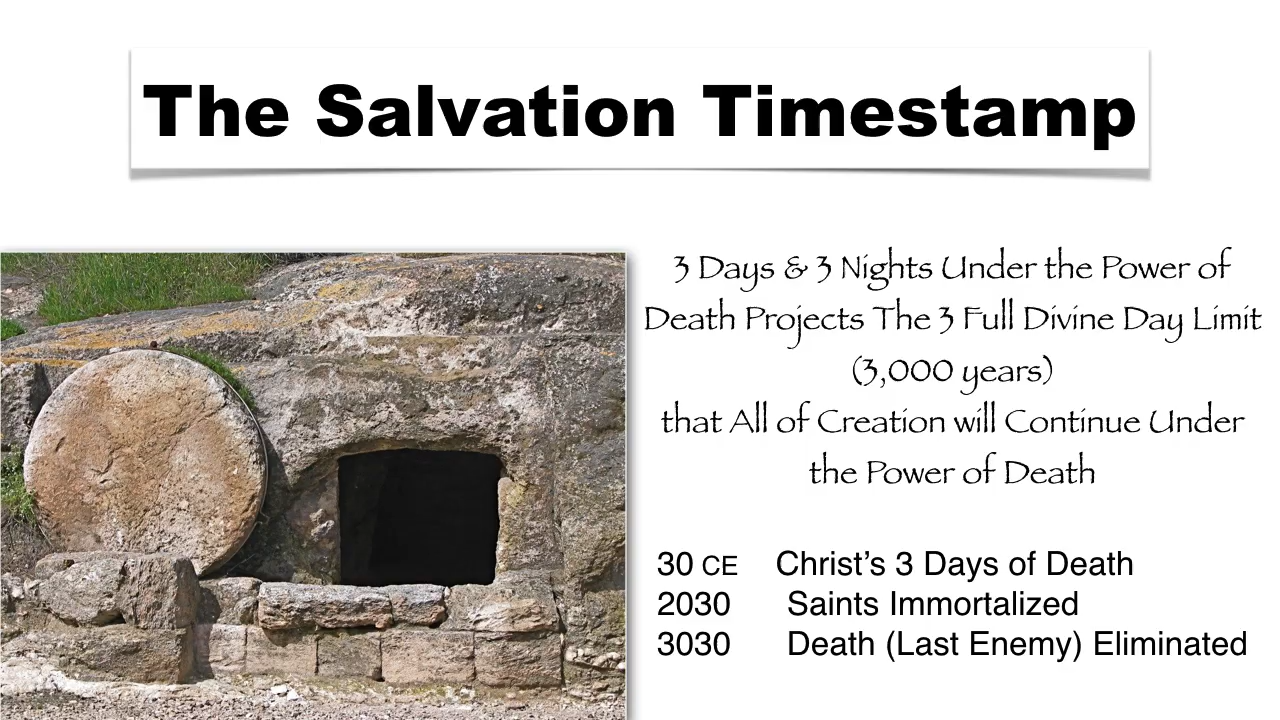 The Salvation Timestamp
3 Days & 3 Nights Under the Power of
Death Projects The 3 Full Divine Day Limit
(3,000 years)
that All of Creation will Continue Under
the Power of Death
30 CE Christ’s 3 Days of Death
2030 Saints Immortalized
3030 Death (Last Enemy) Eliminated